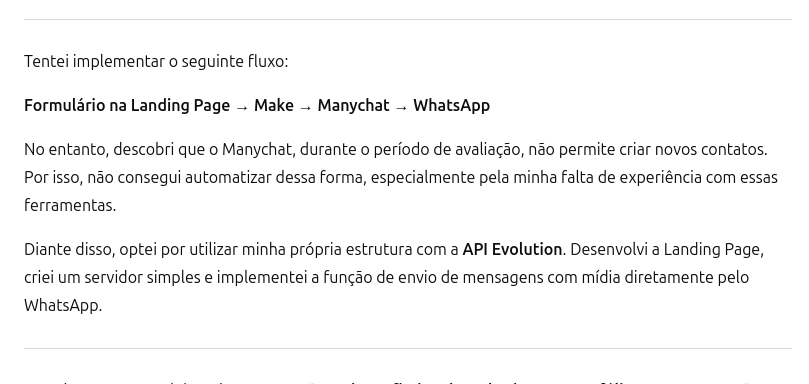 Tentei implementar o seguinte fluxo:
Formulário na Landing Page → Make → Manychat → WhatsApp
No entanto, descobri que o Manychat, durante o período de avaliação, não permite criar novos contatos.
Por isso, não consegui automatizar dessa forma, especialmente pela minha falta de experiência com essas
ferramentas.
Diante disso, optei por utilizar minha própria estrutura com a API Evolution. Desenvolvi a Landing Page,
criei um servidor simples e implementei a função de envio de mensagens com mídia diretamente pelo
WhatsApp.